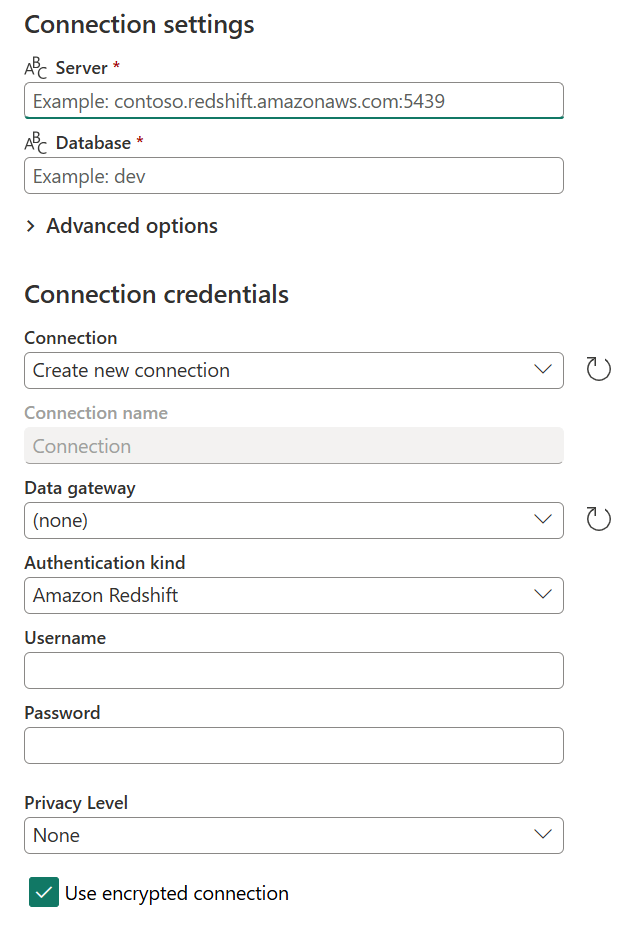 Connection settings
ABC Server *
Example: contoso.redshift.amazonaws.com:5439
ABC Database *
Example: dev
Advanced options
Connection credentials
Connection
Create new connection
Connection name
Connection
Data gateway
(none)
Authentication kind
Amazon Redshift
Username
Password
Privacy Level
None
Use encrypted connection